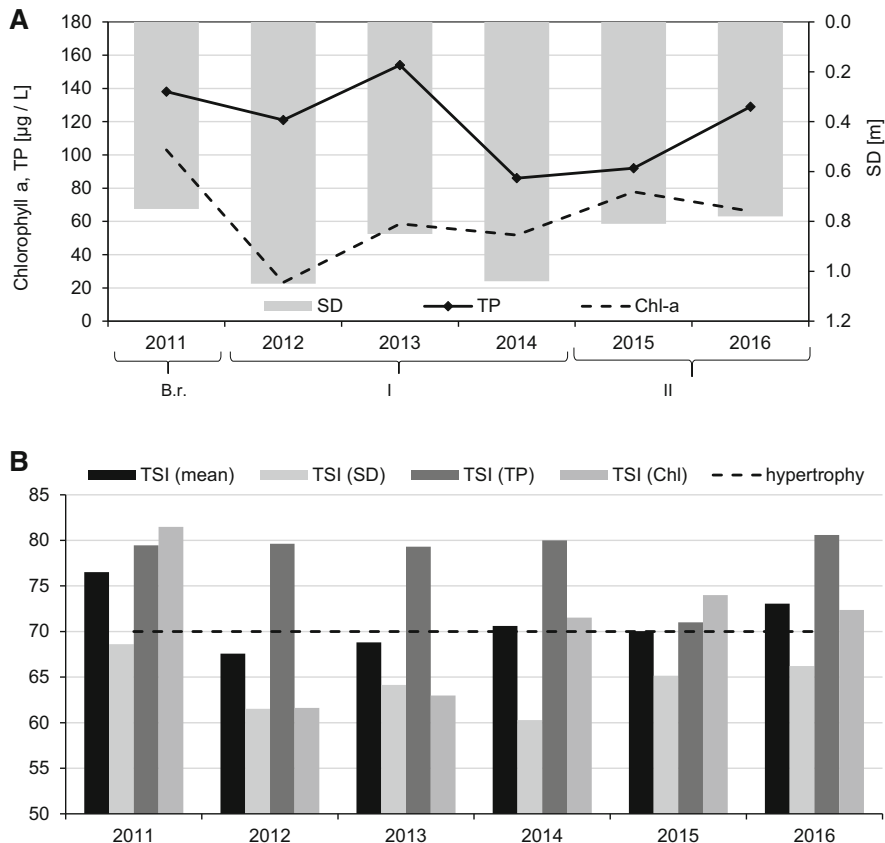 A
Chlorophyll a, TP [µg / L]
180
160
140
120
100
80
60
40
20
0
0.0
0.2
0.4
0.6
0.8
1.0
1.2
SD [m]
SD TP Chl-a
2011 2012 2013 2014 2015 2016
B.r. I II
B
TSI (mean) TSI (SD) TSI (TP) TSI (Chl) hypertrophy
85
80
75
70
65
60
55
50
2011 2012 2013 2014 2015 2016